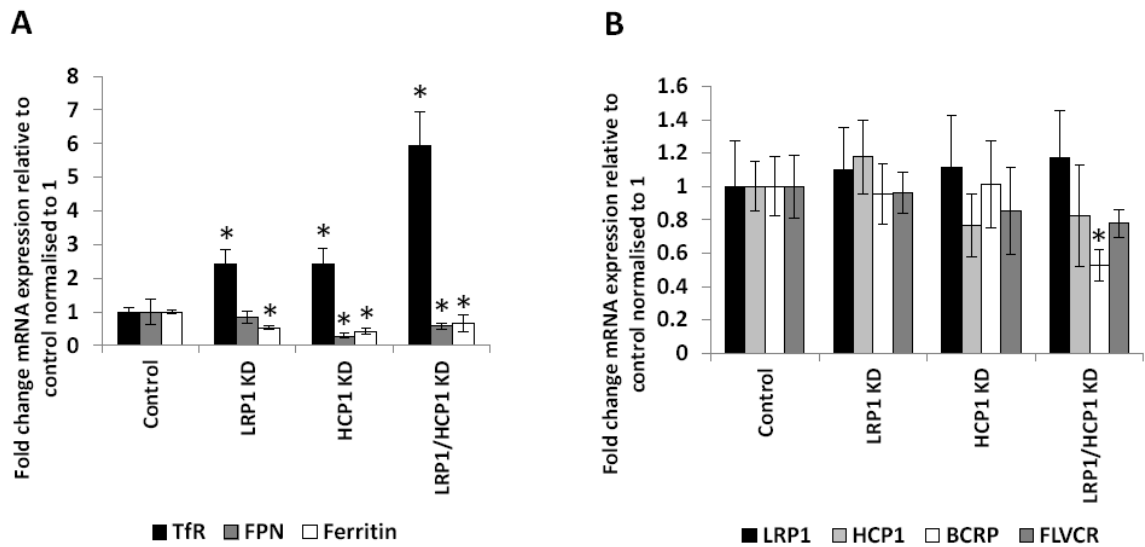 A
Fold change mRNA expression relative to
control normalised to 1
8
7
6
5
4
3
2
1
0
*
*
*
*
*
*
*
*
Control
LRP1 KD
HCP1 KD
LRP1/HCP1 KD
TfR FPN Ferritin
B
Fold change mRNA expression relative to
control normalised to 1
1.6
1.4
1.2
1
0.8
0.6
0.4
0.2
0
*
Control
LRP1 KD
HCP1 KD
LRP1/HCP1 KD
LRP1 HCP1 BCRP FLVCR